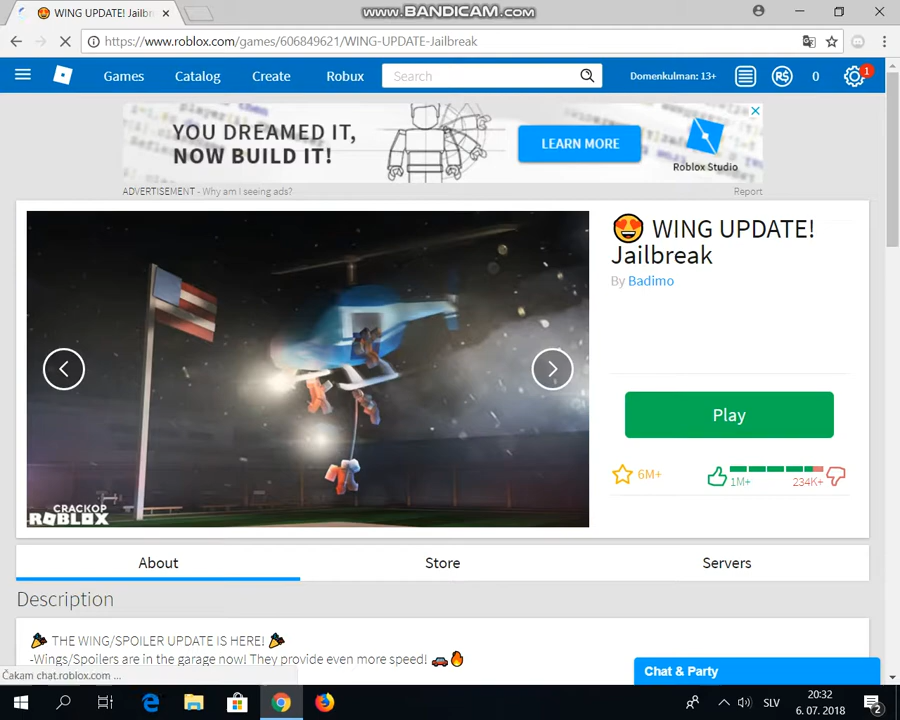 WWW.BANDICAM.COM
WING UPDATE! Jailbr
https://www.roblox.com/games/606849621/WING-UPDATE-Jailbreak
Games
Catalog
Create
Robux
Search
Domenkulman: 13+
R$
0
1
YOU DREAMED IT,
NOW BUILD IT!
LEARN MORE
Roblox Studio
ADVERTISEMENT - Why am I seeing ads?
Report
WING UPDATE!
Jailbreak
By Badimo
Play
6M+
1M+
234K+
CRACKOP
ROBLOX
About
Store
Servers
Description
THE WING/SPOILER UPDATE IS HERE!
-Wings/Spoilers are in the garage now! They provide even more speed!
Čakam chat.roblox.com ...
Chat & Party
SLV
20:32
6. 07. 2018
2